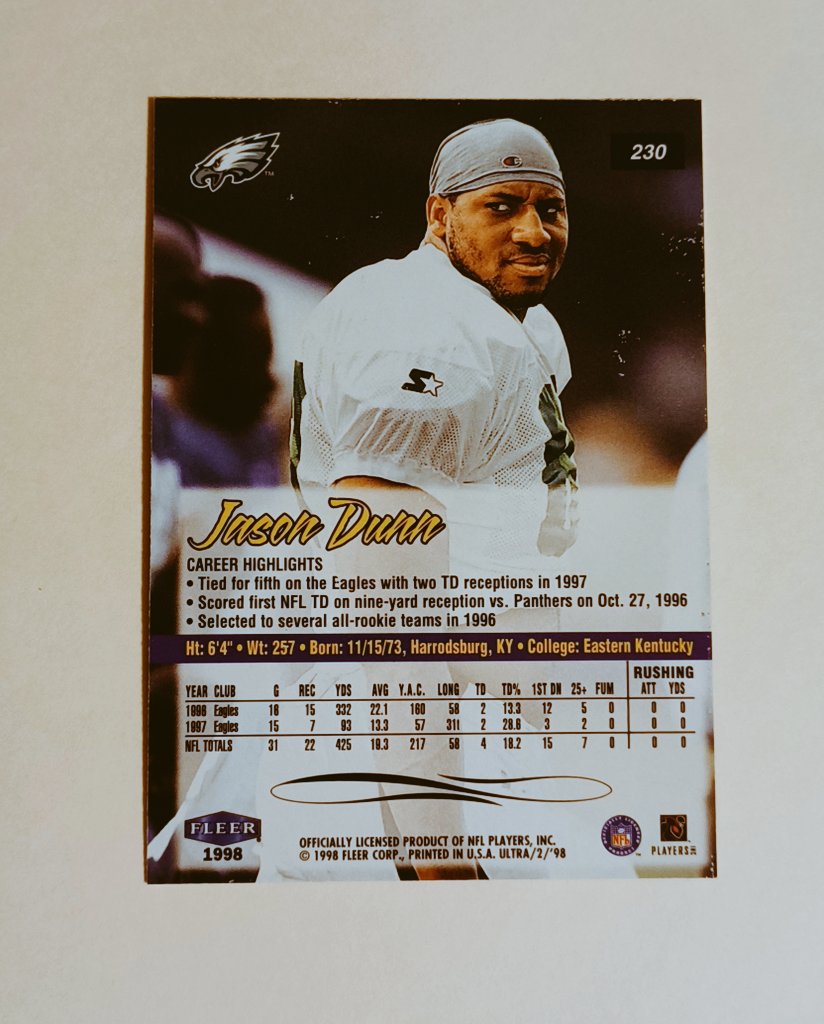 230
TM
Jason Dunn
CAREER HIGHLIGHTS
• Tied for fifth on the Eagles with two TD receptions in 1997
• Scored first NFL TD on nine-yard reception vs. Panthers on Oct. 27, 1996
• Selected to several all-rookie teams in 1996
Ht: 6'4" • Wt: 257 • Born: 11/15/73, Harrodsburg, KY • College: Eastern Kentucky
RUSHING
YEAR CLUB G REC YDS AVG Y.A.C. LONG TD TD% 1ST DN 25+ FUM ATT YDS
1996 Eagles 16 15 332 22.1 160 58 2 13.3 12 5 0 0 0
1997 Eagles 15 7 93 13.3 57 31t 2 28.6 3 2 0 0 0
NFL TOTALS 31 22 425 19.3 217 58 4 18.2 15 7 0 0 0
FLEER
1998
OFFICIALLY LICENSED PRODUCT OF NFL PLAYERS, INC.
© 1998 FLEER CORP., PRINTED IN U.S.A. ULTRA/2/'98
NFL
TM
PLAYERS